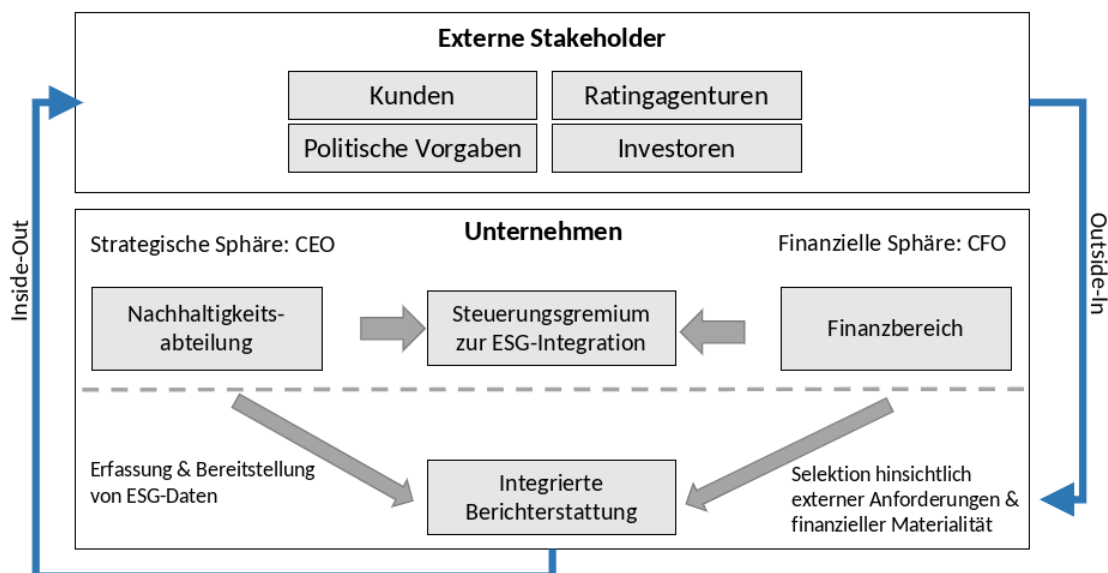 Externe Stakeholder
Kunden
Ratingagenturen
Politische Vorgaben
Investoren
Inside-Out
Outside-In
Unternehmen
Strategische Sphäre: CEO
Finanzielle Sphäre: CFO
Nachhaltigkeits-
abteilung
Steuerungsgremium
zur ESG-Integration
Finanzbereich
Erfassung & Bereitstellung
von ESG-Daten
Integrierte
Berichterstattung
Selektion hinsichtlich
externer Anforderungen &
finanzieller Materialität